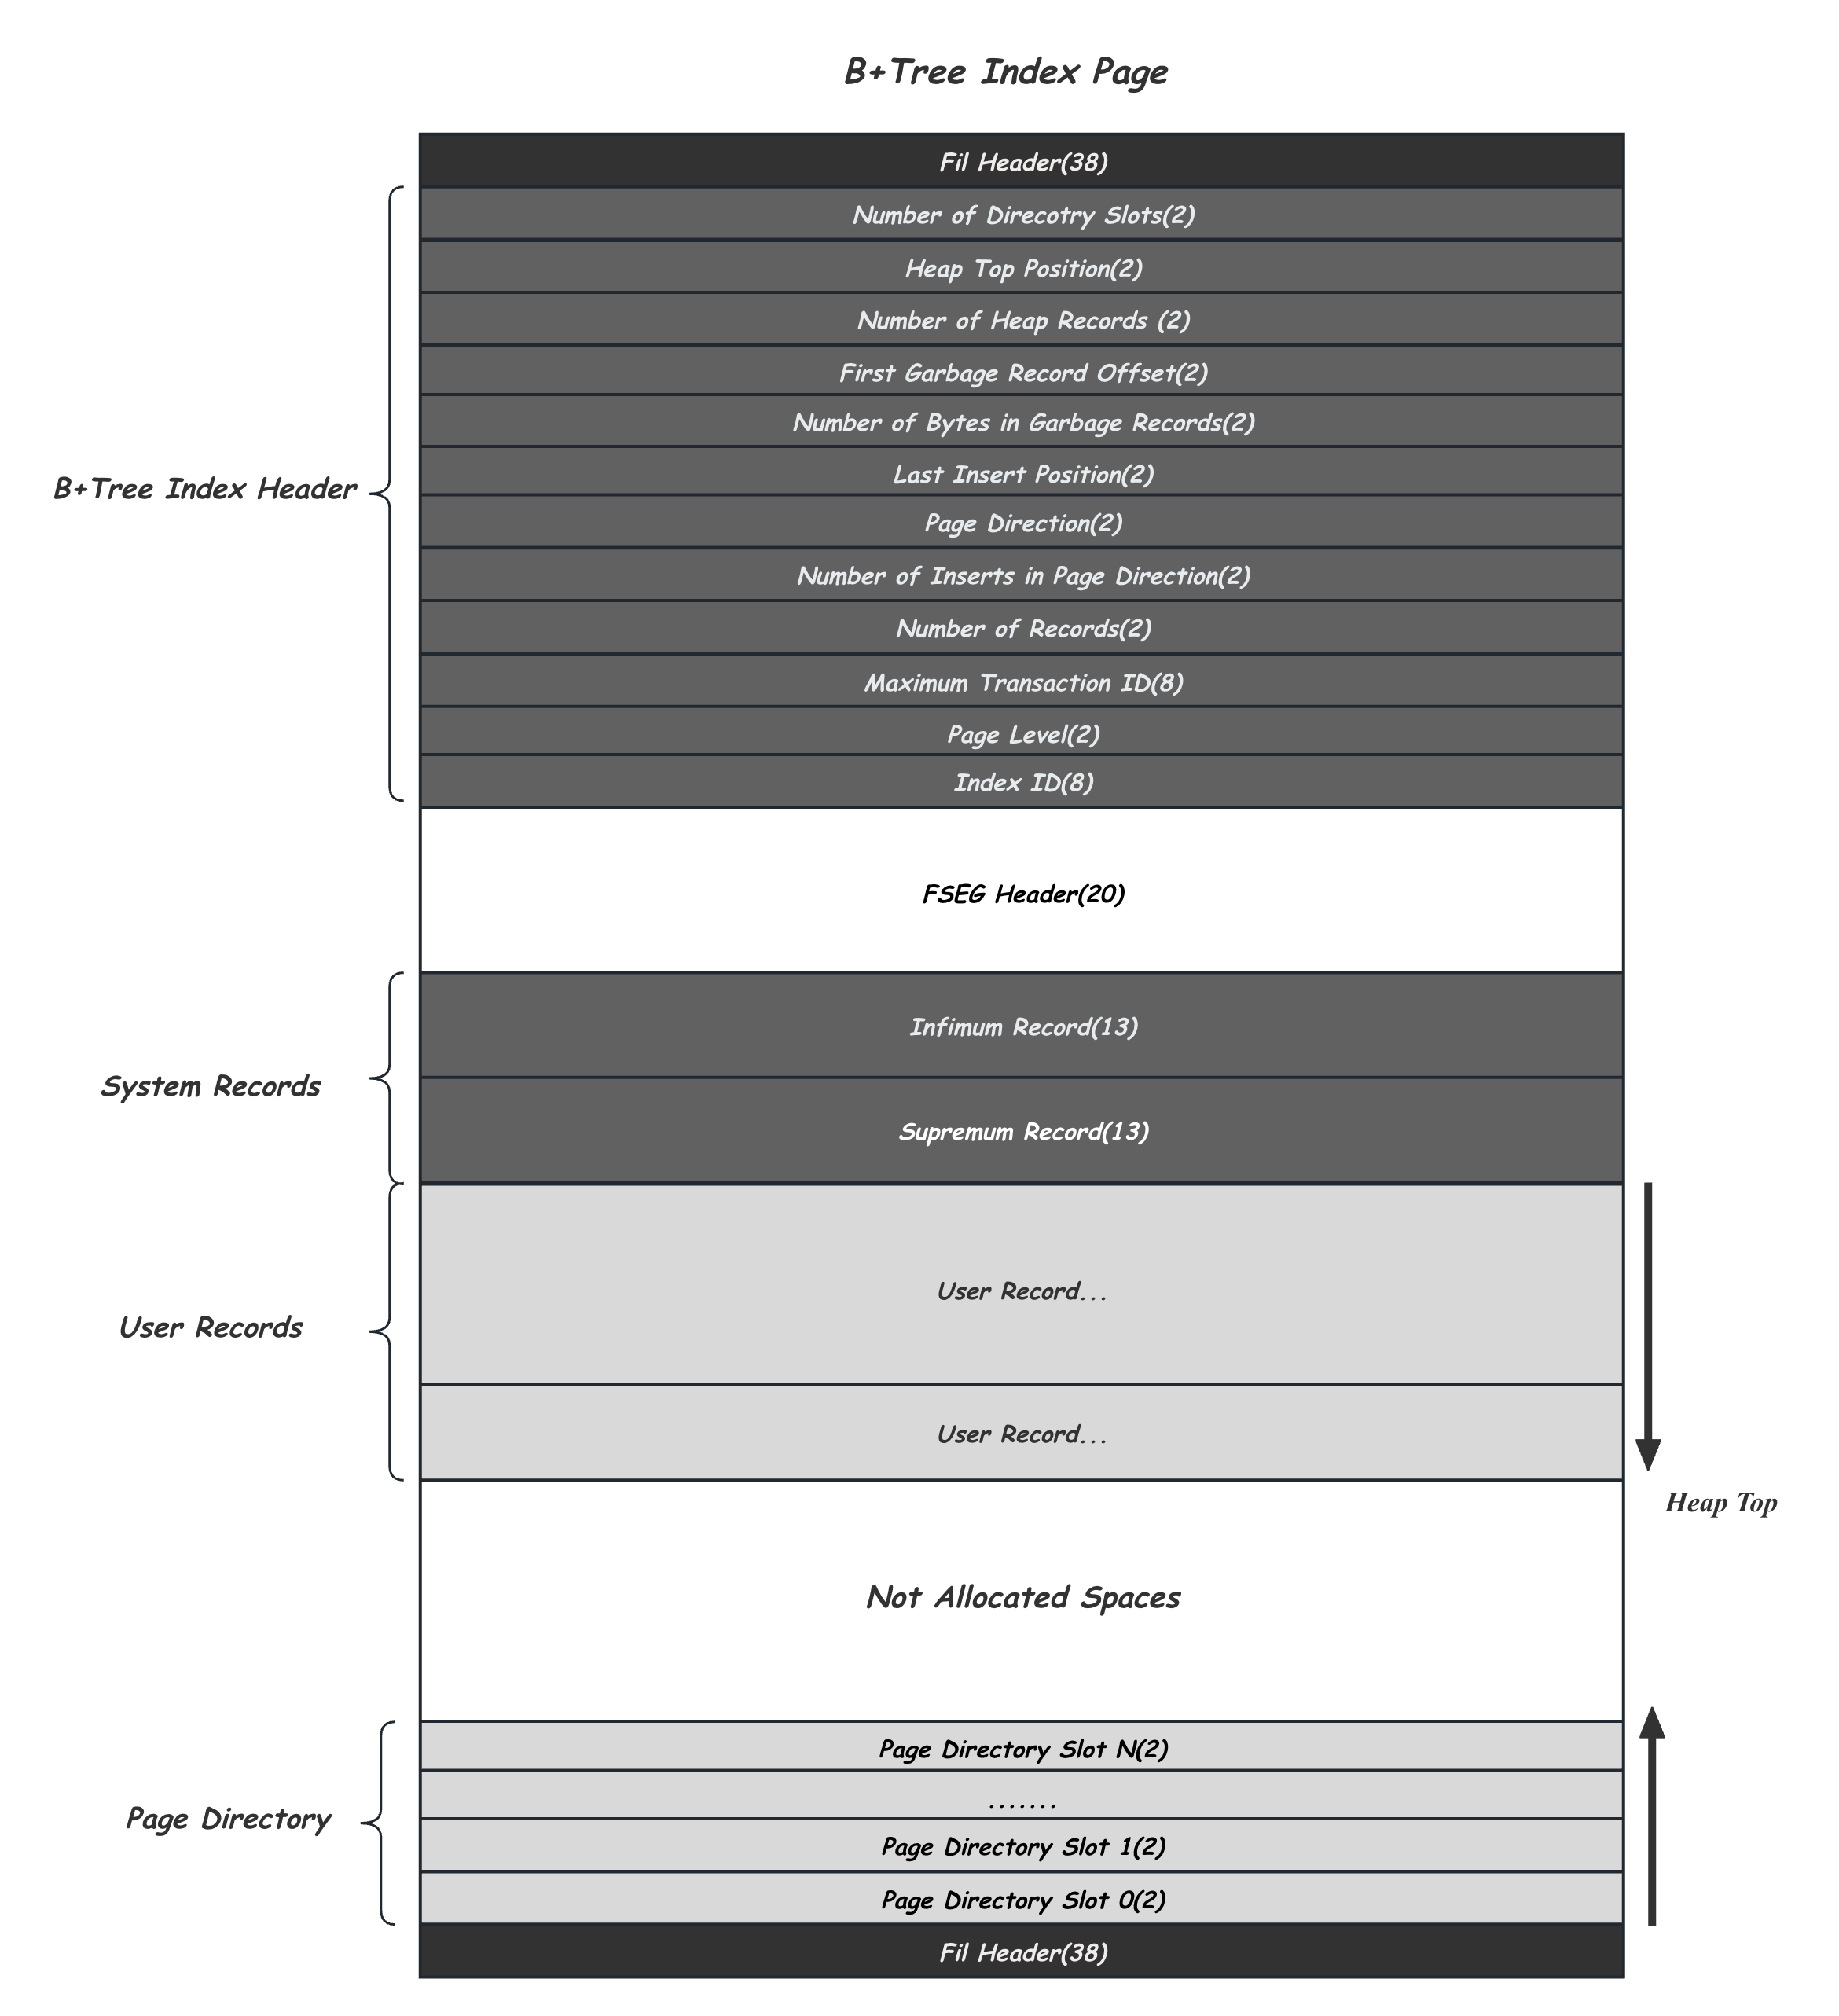 B+Tree Index Page
Fil Header(38)
Number of Direcotry Slots(2)
Heap Top Position(2)
Number of Heap Records (2)
First Garbage Record Offset(2)
Number of Bytes in Garbage Records(2)
B+Tree Index Header
Last Insert Position(2)
Page Direction(2)
Number of Inserts in Page Direction(2)
Number of Records(2)
Maximum Transaction ID(8)
Page Level(2)
Index ID(8)
FSEG Header(20)
System Records
Infimum Record(13)
Supremum Record(13)
User Records
User Record...
User Record...
Heap Top
Not Allocated Spaces
Page Directory
Page Directory Slot N(2)
.......
Page Directory Slot 1(2)
Page Directory Slot 0(2)
Fil Header(38)